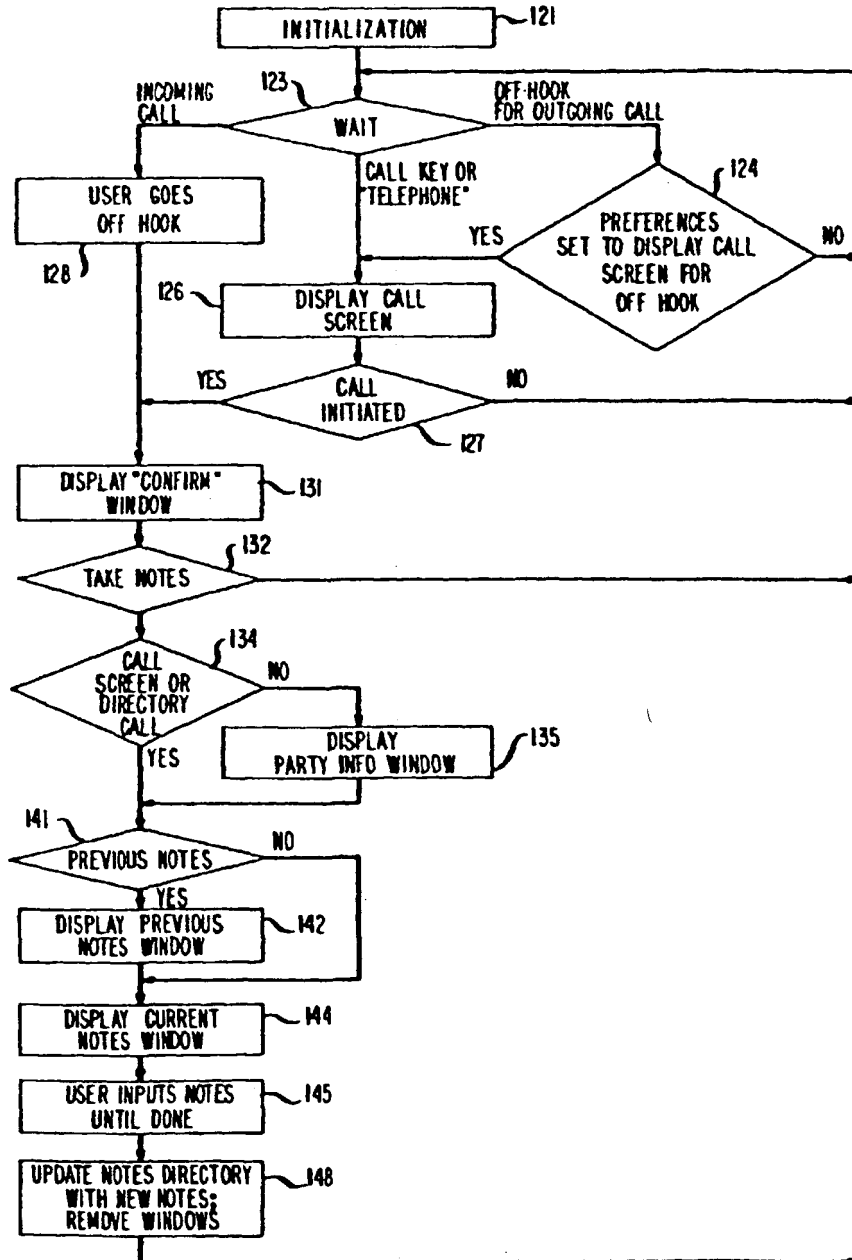 INITIALIZATION
121
123
INCOMING
CALL
WAIT
OFF-HOOK
FOR OUTGOING CALL
CALL KEY OR
"TELEPHONE"
124
USER GOES
OFF HOOK
128
PREFERENCES
SET TO DISPLAY CALL
SCREEN FOR
OFF HOOK
YES
NO
126
DISPLAY CALL
SCREEN
YES
CALL
INITIATED
NO
127
DISPLAY "CONFIRM"
WINDOW
131
132
TAKE NOTES
134
CALL
SCREEN OR
DIRECTORY
CALL
NO
YES
DISPLAY
PARTY INFO WINDOW
135
141
PREVIOUS NOTES
NO
YES
DISPLAY PREVIOUS
NOTES WINDOW
142
DISPLAY CURRENT
NOTES WINDOW
144
USER INPUTS NOTES
UNTIL DONE
145
UPDATE NOTES DIRECTORY
WITH NEW NOTES;
REMOVE WINDOWS
148